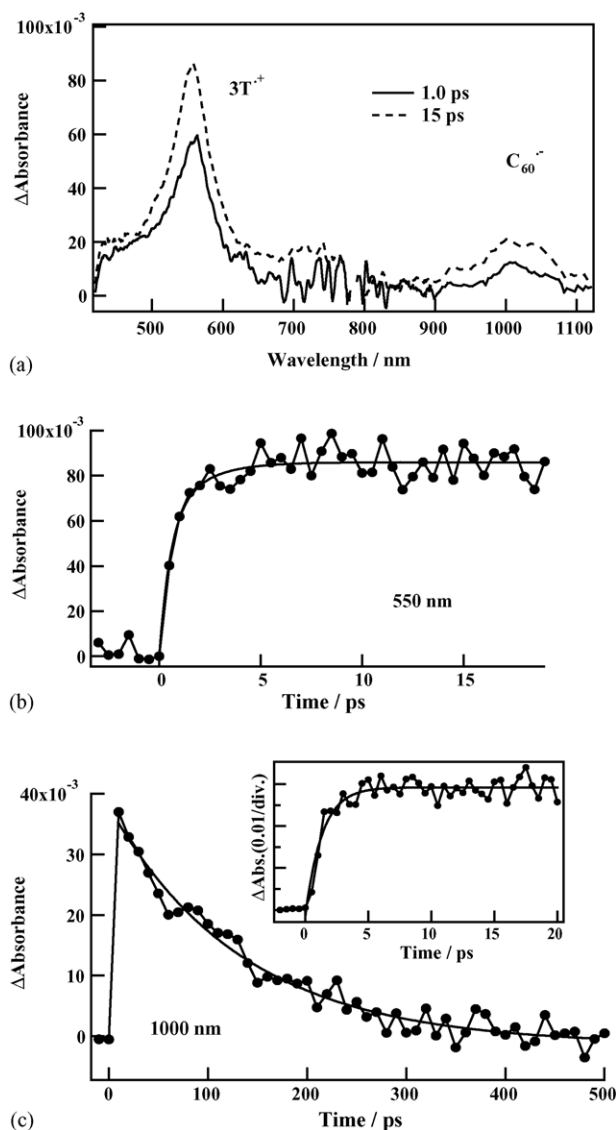 100x10⁻³
80
60
40
20
0
ΔAbsorbance
3T·⁺
1.0 ps
15 ps
C₆₀·⁻
500 600 700 800 900 1000 1100
Wavelength / nm
(a)
100x10⁻³
80
60
40
20
0
ΔAbsorbance
550 nm
0 5 10 15
Time / ps
(b)
40x10⁻³
30
20
10
0
ΔAbsorbance
ΔAbs.(0.01/div.)
0 5 10 15 20
Time / ps
1000 nm
0 100 200 300 400 500
Time / ps
(c)